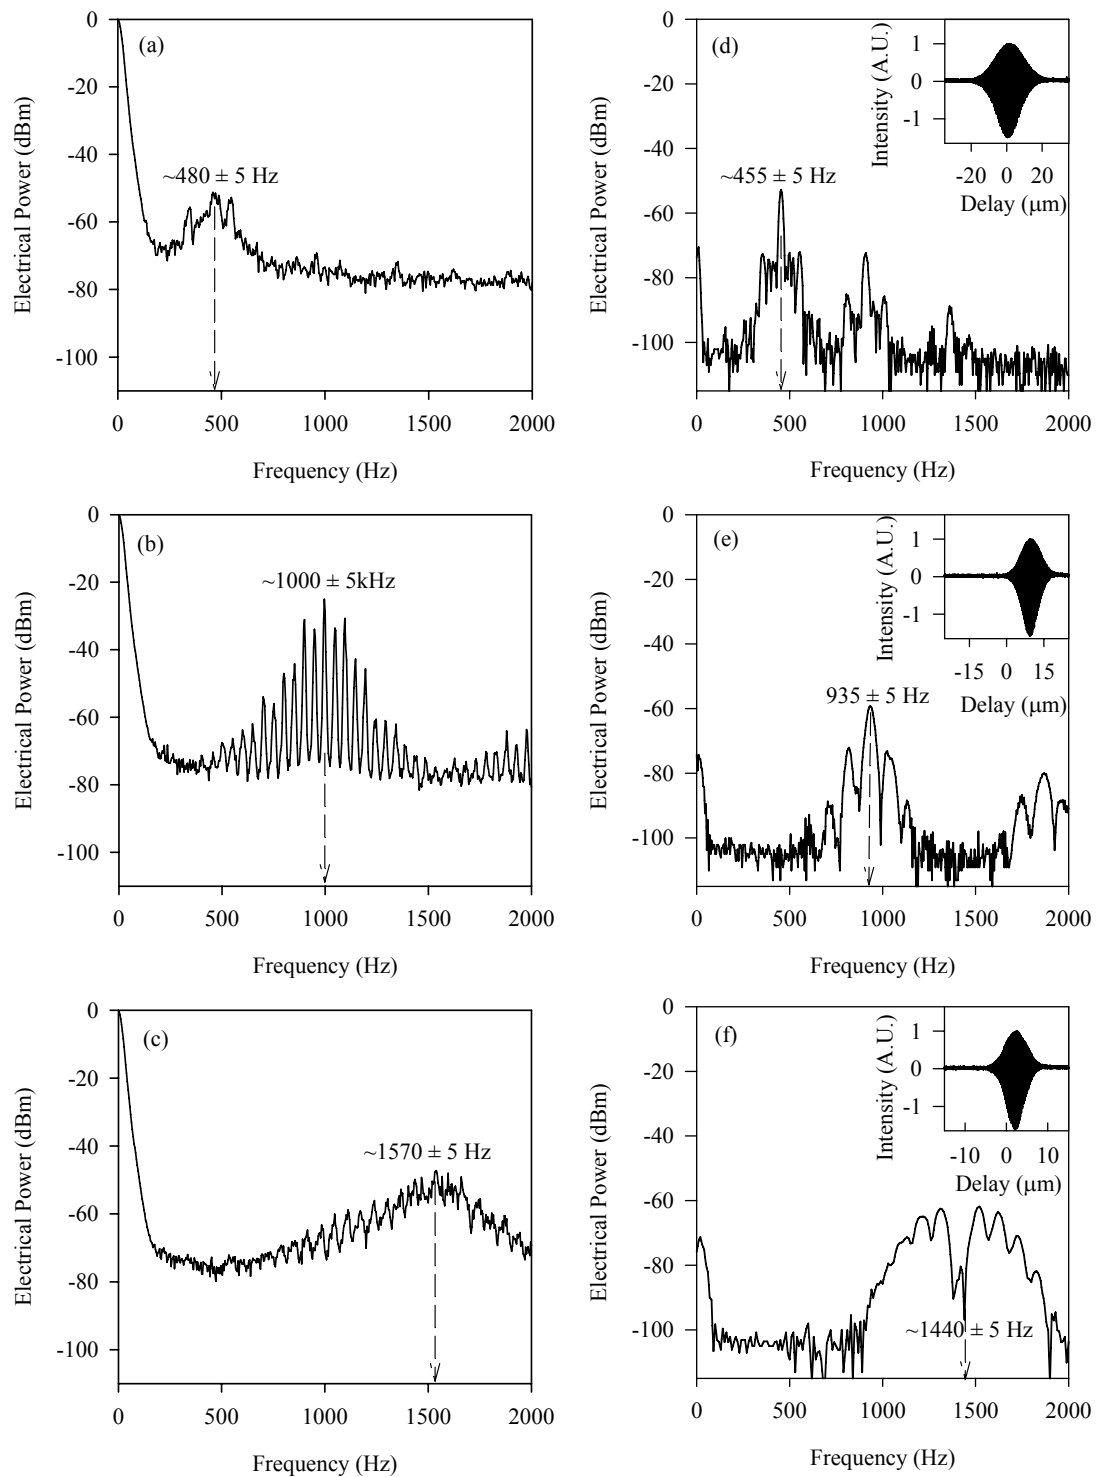 (a)
0
-20
-40
-60
-80
-100
Electrical Power (dBm)
~480 ± 5 Hz
0 500 1000 1500 2000
Frequency (Hz)
(d)
0
-20
-40
-60
-80
-100
Electrical Power (dBm)
~455 ± 5 Hz
Intensity (A.U.)
1
0
-1
-20 0 20
Delay (μm)
0 500 1000 1500 2000
Frequency (Hz)
(b)
0
-20
-40
-60
-80
-100
Electrical Power (dBm)
~1000 ± 5kHz
0 500 1000 1500 2000
Frequency (Hz)
(e)
0
-20
-40
-60
-80
-100
Electrical Power (dBm)
935 ± 5 Hz
Intensity (A.U.)
1
0
-1
-15 0 15
Delay (μm)
0 500 1000 1500 2000
Frequency (Hz)
(c)
0
-20
-40
-60
-80
-100
Electrical Power (dBm)
~1570 ± 5 Hz
0 500 1000 1500 2000
Frequency (Hz)
(f)
0
-20
-40
-60
-80
-100
Electrical Power (dBm)
~1440 ± 5 Hz
Intensity (A.U.)
1
0
-1
-10 0 10
Delay (μm)
0 500 1000 1500 2000
Frequency (Hz)